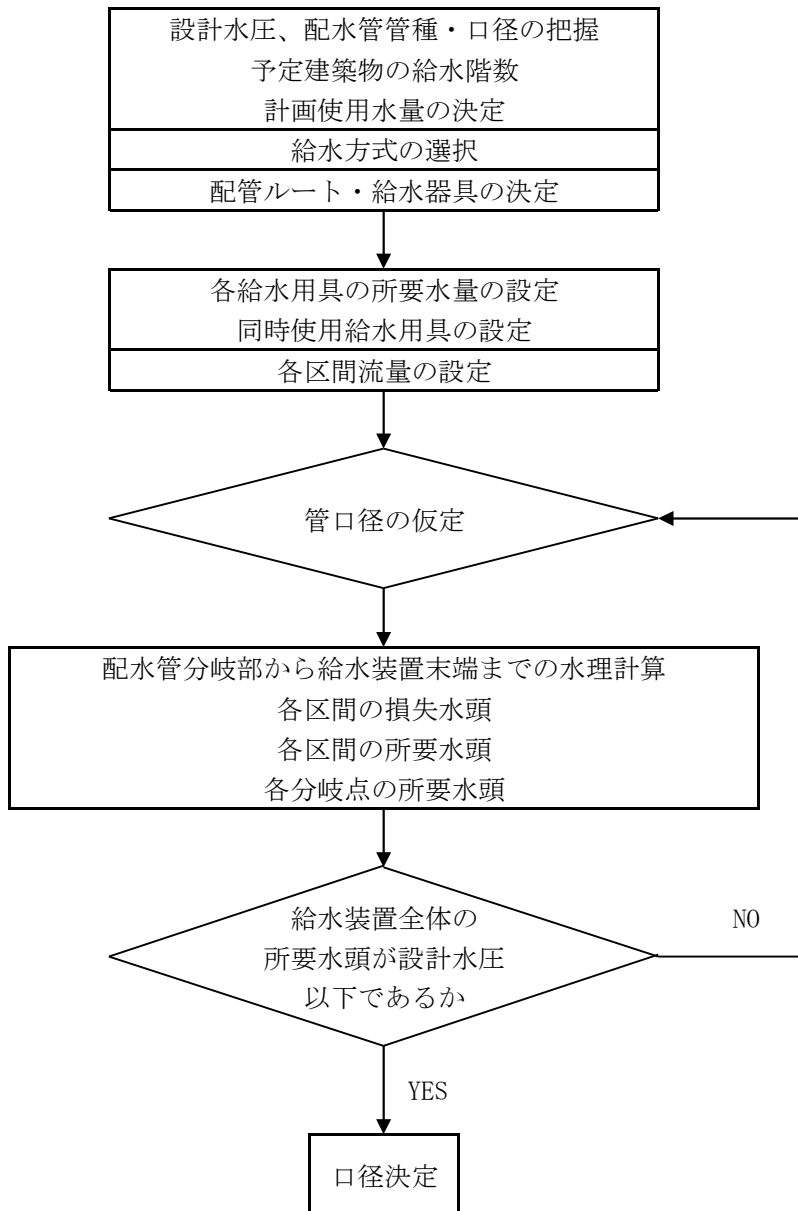 設計水圧、配水管管種・口径の把握
予定建築物の給水階数
計画使用水量の決定
給水方式の選択
配管ルート・給水器具の決定
各給水用具の所要水量の設定
同時使用給水用具の設定
各区間流量の設定
管口径の仮定
配水管分岐部から給水装置末端までの水理計算
各区間の損失水頭
各区間の所要水頭
各分岐点の所要水頭
給水装置全体の
所要水頭が設計水圧
以下であるか
NO
YES
口径決定